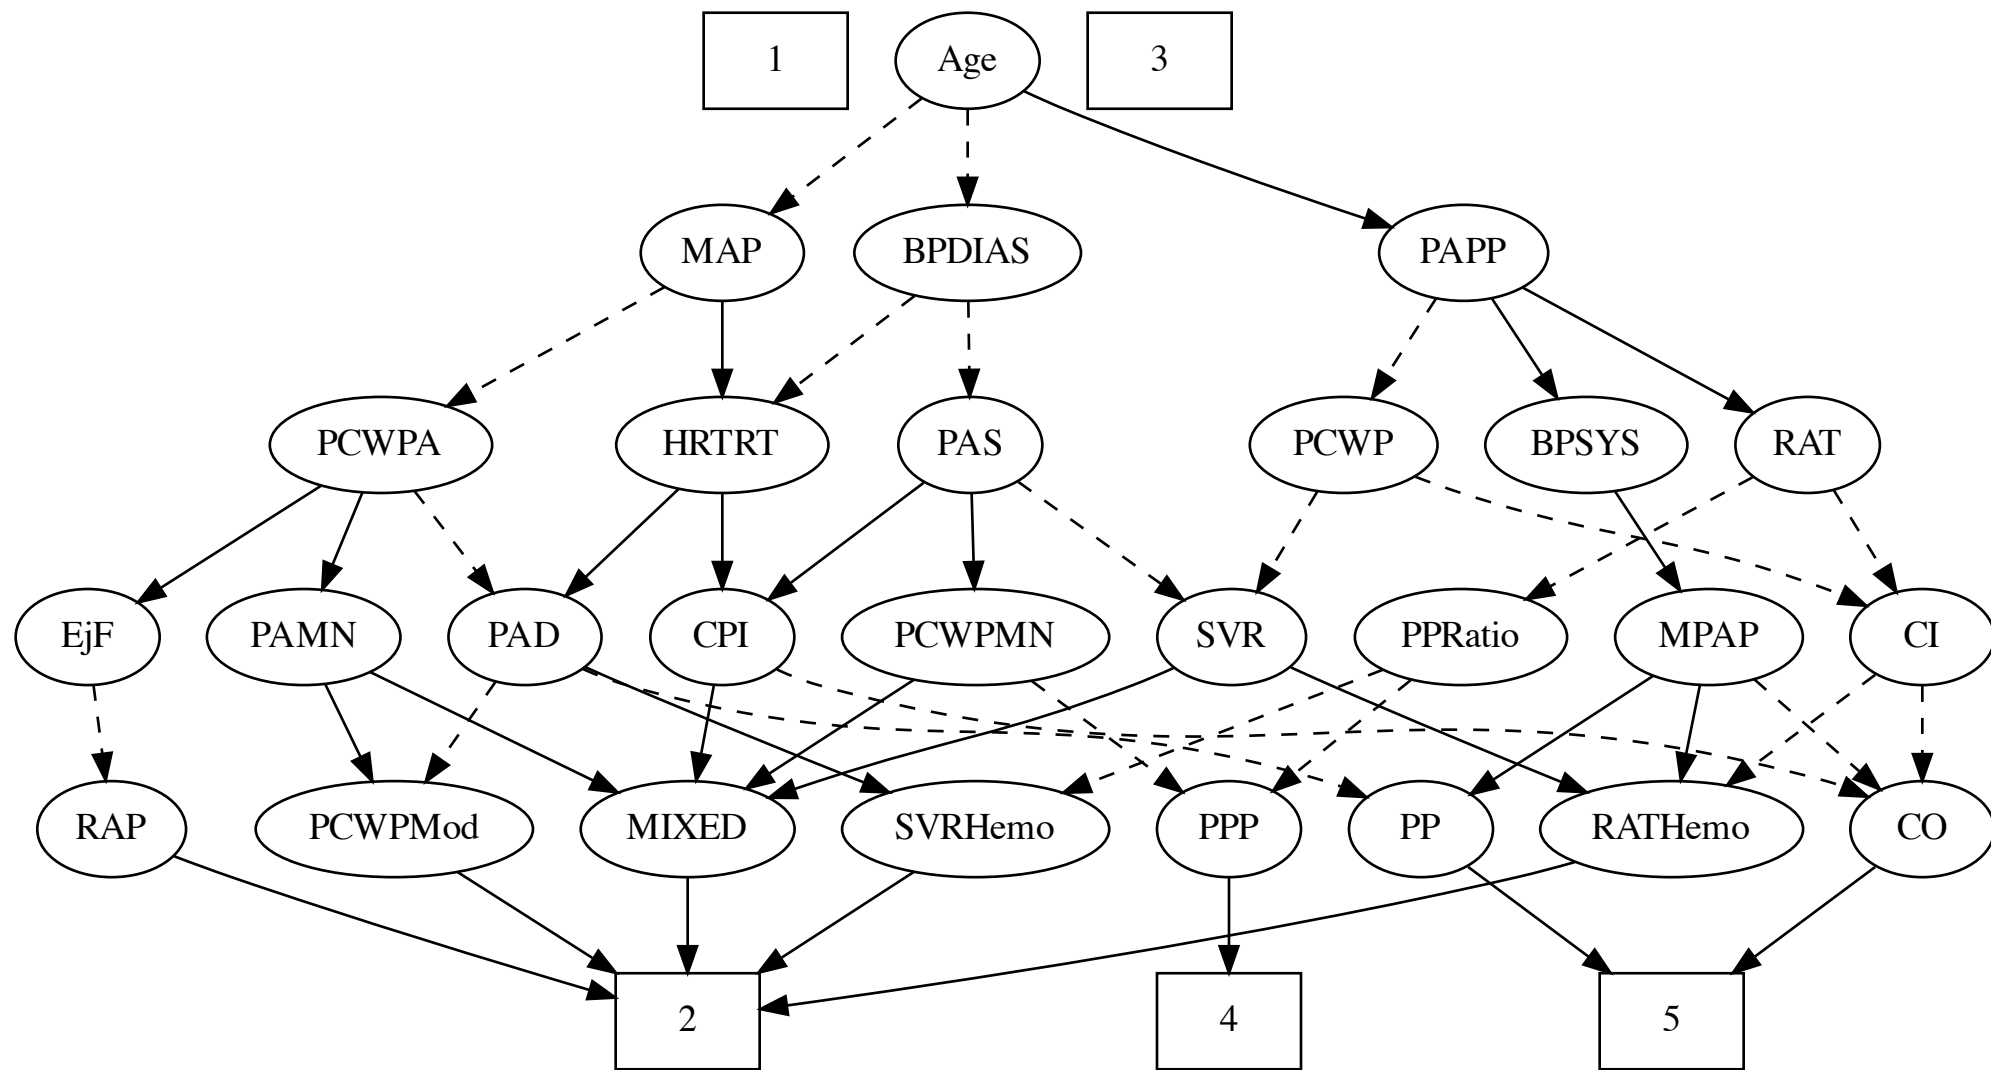 1
Age
3
MAP
BPDIAS
PAPP
PCWPA
HRTRT
PAS
PCWP
BPSYS
RAT
EjF
PAMN
PAD
CPI
PCWPMN
SVR
PPRatio
MPAP
CI
RAP
PCWPMod
MIXED
SVRHemo
PPP
PP
RATHemo
CO
2
4
5